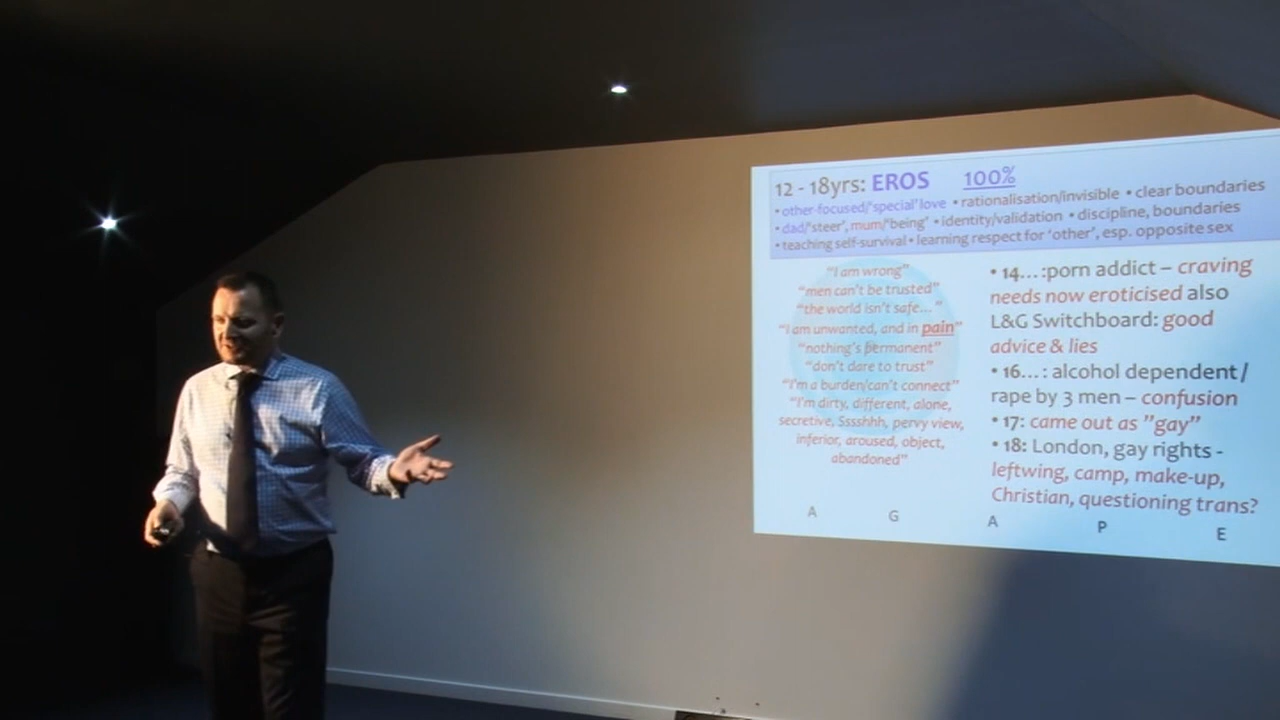 12 - 18yrs: EROS 100%
• other-focused/‘special’ love • rationalisation/invisible • clear boundaries
• dad/‘steer’, mum/‘being’ • identity/validation • discipline, boundaries
• teaching self-survival • learning respect for ‘other’, esp. opposite sex
“I am wrong”
“men can’t be trusted”
“the world isn’t safe...”
“I am unwanted, and in pain”
“nothing’s permanent”
“don’t dare to trust”
“I’m a burden/can’t connect”
“I’m dirty, different, alone,
secretive, Sssshhh, pervy view,
inferior, aroused, object,
abandoned”
• 14...:porn addict – craving
needs now eroticised also
L&G Switchboard: good
advice & lies
• 16...: alcohol dependent/
rape by 3 men – confusion
• 17: came out as ”gay”
• 18: London, gay rights -
leftwing, camp, make-up,
Christian, questioning trans?
A G A P E